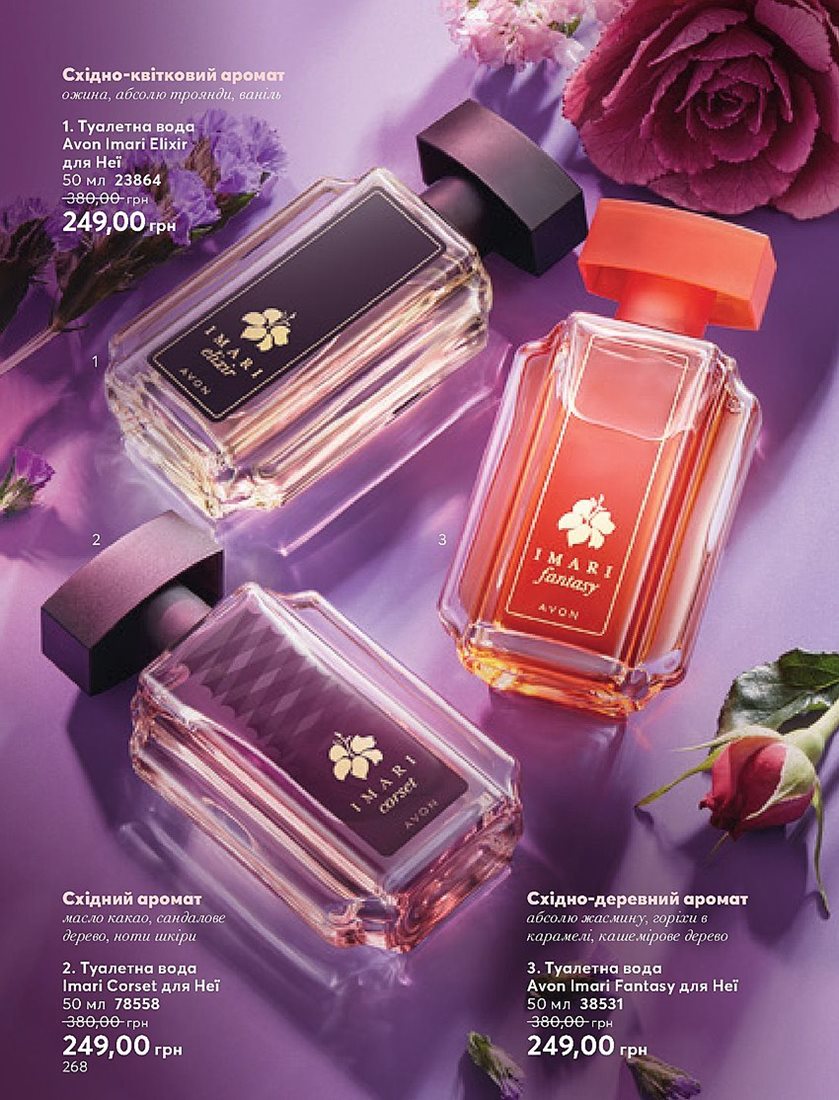 Східно-квітковий аромат
ожина, абсолю троянди, ваніль
1. Туалетна вода
Avon Imari Elixir
для Неї
50 мл 23864
380,00 грн
249,00 грн
1
IMARI
elixir
AVON
2
3
IMARI
fantasy
AVON
IMARI
corset
AVON
Східний аромат
масло какао, сандалове
дерево, ноти шкіри
2. Туалетна вода
Imari Corset для Неї
50 мл 78558
380,00 грн
249,00 грн
268
Східно-деревний аромат
абсолю жасмину, горіхи в
карамелі, кашемірове дерево
3. Туалетна вода
Avon Imari Fantasy для Неї
50 мл 38531
380,00 грн
249,00 грн